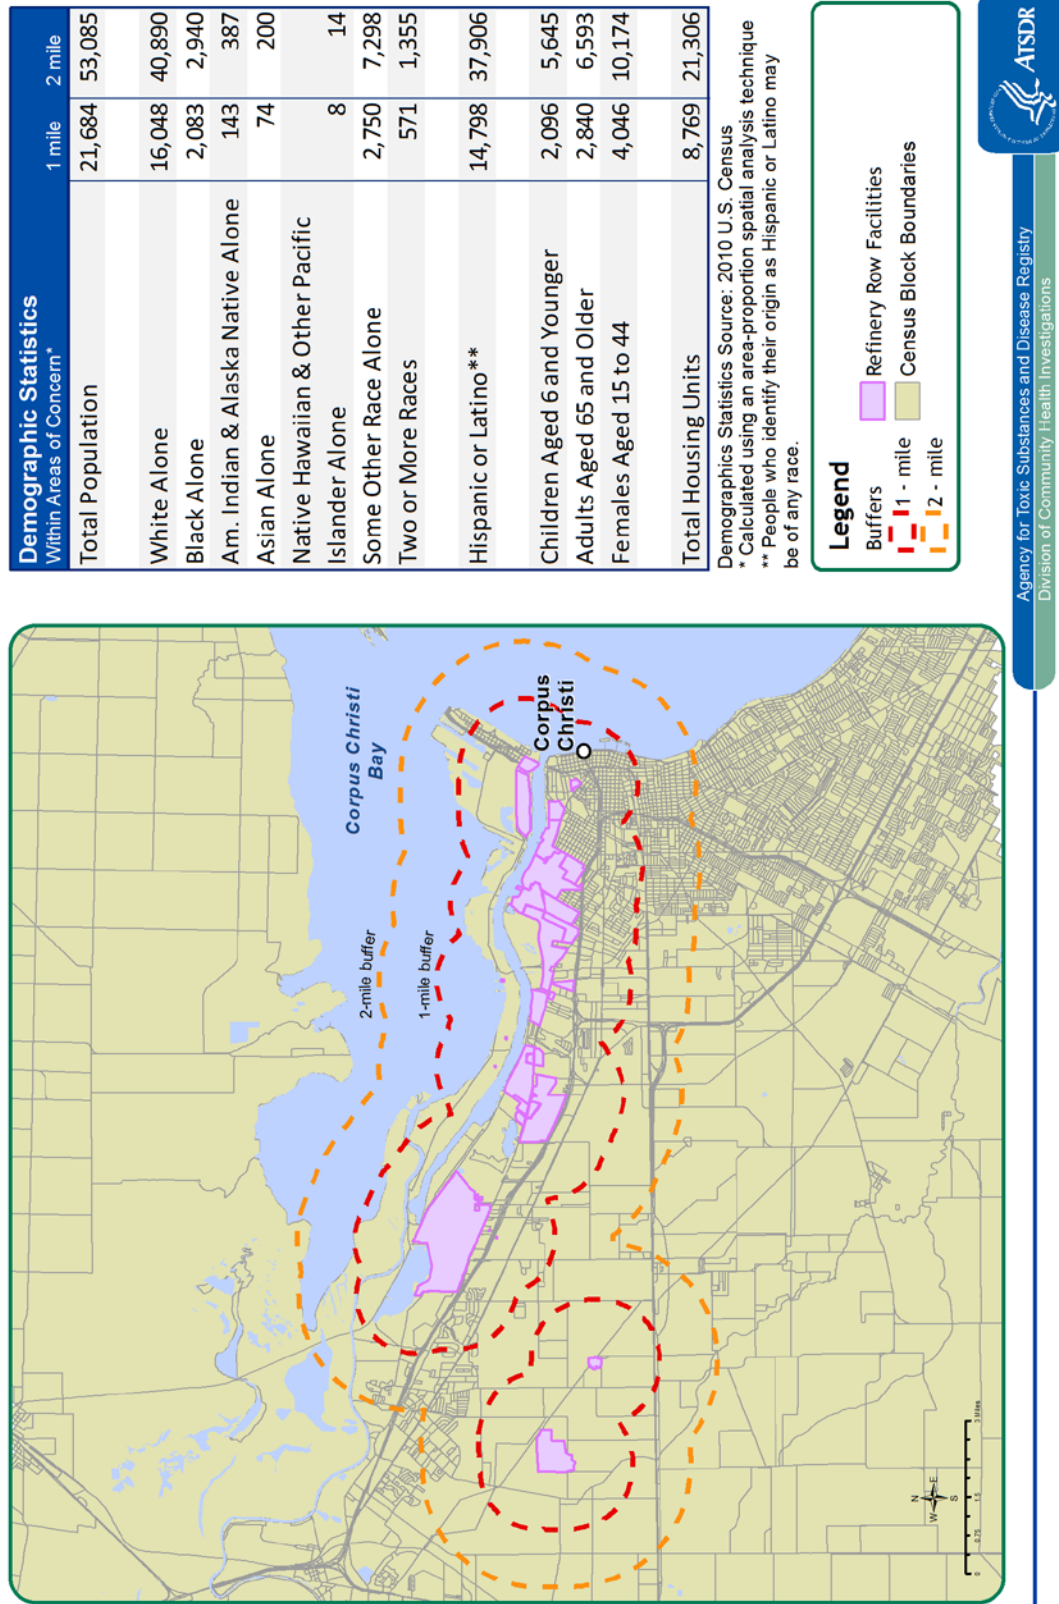 Corpus Christi
Bay
2-mile buffer
1-mile buffer
Corpus
Christi
N
W E
S
0 0.75 1.5 3 Miles
Demographic Statistics
Within Areas of Concern* 1 mile 2 mile
Total Population 21,684 53,085
White Alone 16,048 40,890
Black Alone 2,083 2,940
Am. Indian & Alaska Native Alone 143 387
Asian Alone 74 200
Native Hawaiian & Other Pacific
Islander Alone 8 14
Some Other Race Alone 2,750 7,298
Two or More Races 571 1,355
Hispanic or Latino** 14,798 37,906
Children Aged 6 and Younger 2,096 5,645
Adults Aged 65 and Older 2,840 6,593
Females Aged 15 to 44 4,046 10,174
Total Housing Units 8,769 21,306
Demographics Statistics Source: 2010 U.S. Census
* Calculated using an area-proportion spatial analysis technique
** People who identify their origin as Hispanic or Latino may
be of any race.
Legend
Buffers
1 - mile
2 - mile
Refinery Row Facilities
Census Block Boundaries
Agency for Toxic Substances and Disease Registry
Division of Community Health Investigations
ATSDR